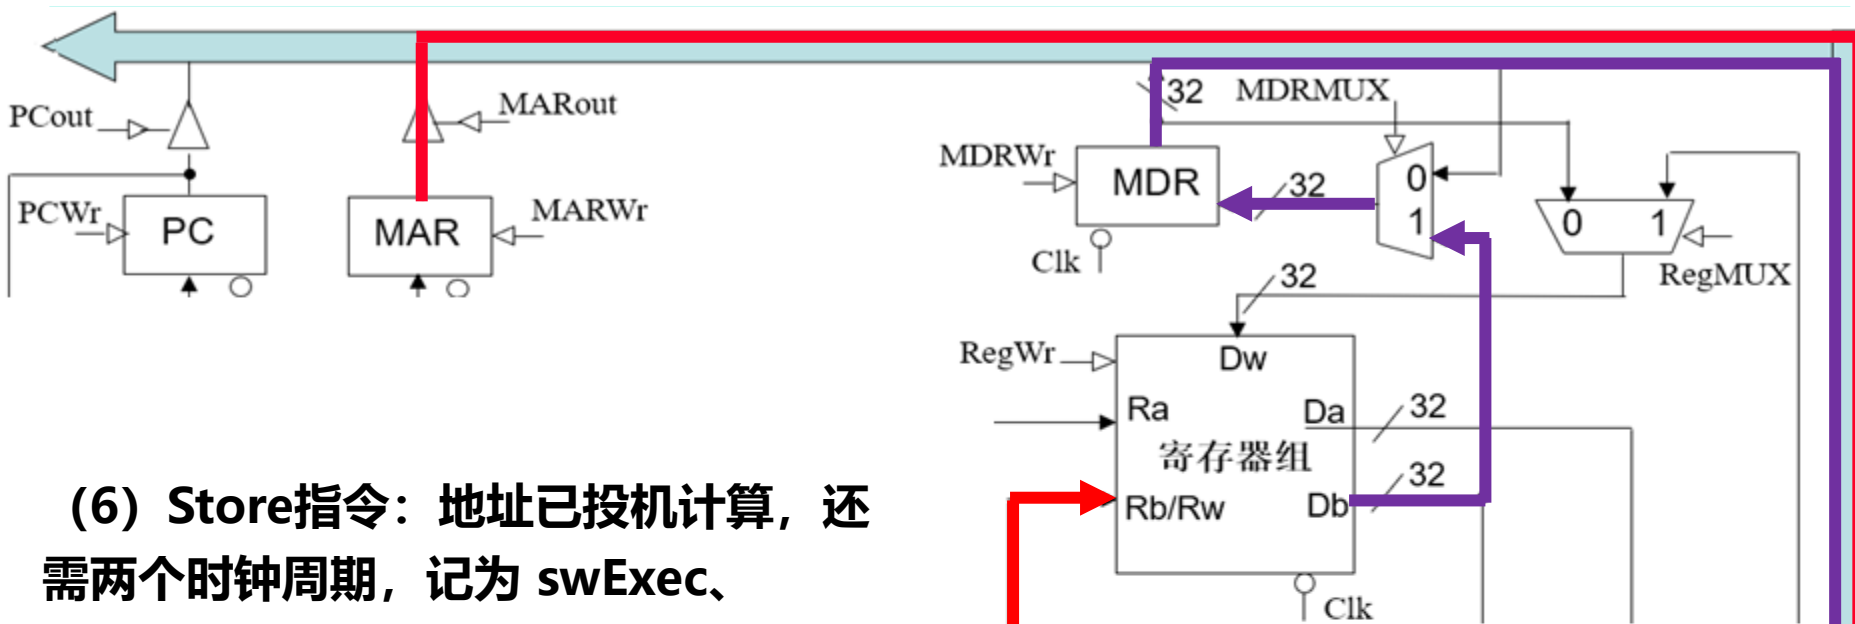 32
MDRMUX
PCout
MARout
MDRWr
MDR
32
0
1
0
1
PCWr
PC
MAR
MARWr
Clk
32
RegMUX
RegWr
Dw
Ra
Da
32
寄存器组
Rb/Rw
Db
32
Clk
（6）Store指令：地址已投机计算，还
需两个时钟周期，记为 swExec、